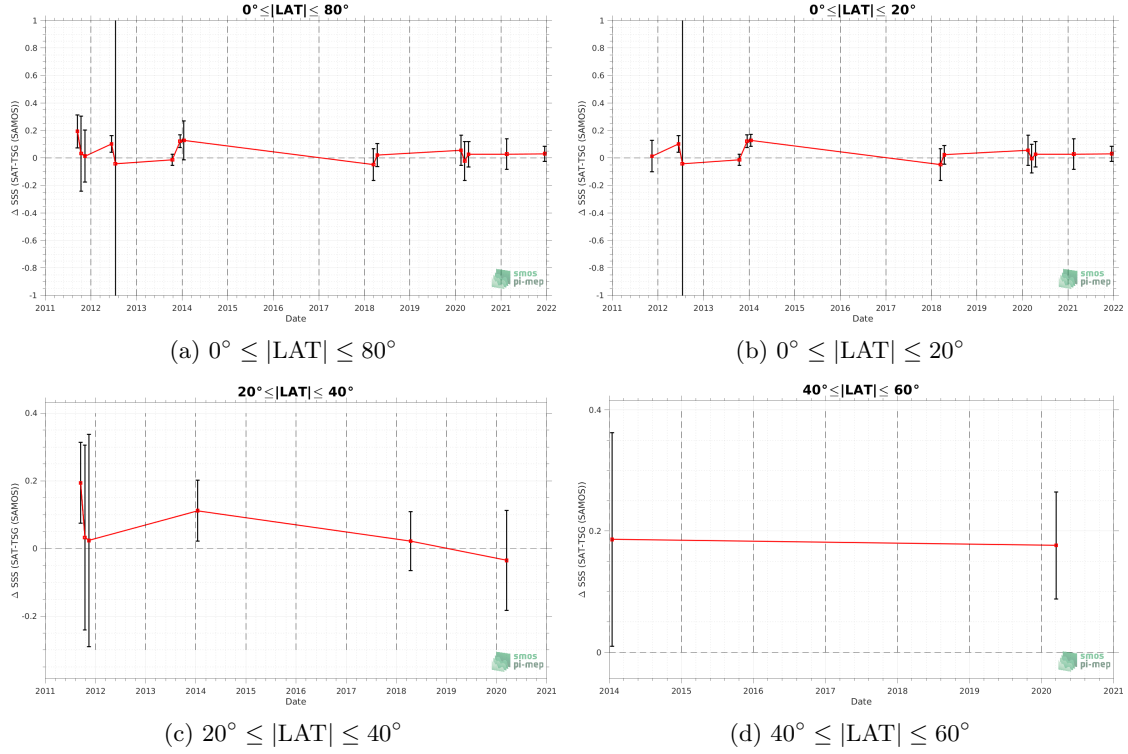 0°≤|LAT|≤ 80°
1
0.8
0.6
0.4
0.2
0
-0.2
-0.4
-0.6
-0.8
-1
Δ SSS (SAT-TSG (SAMOS))
2011 2012 2013 2014 2015 2016 2017 2018 2019 2020 2021 2022
Date
smos
pi-mep
(a) 0° ≤ |LAT| ≤ 80°
0°≤|LAT|≤ 20°
1
0.8
0.6
0.4
0.2
0
-0.2
-0.4
-0.6
-0.8
-1
Δ SSS (SAT-TSG (SAMOS))
2011 2012 2013 2014 2015 2016 2017 2018 2019 2020 2021 2022
Date
smos
pi-mep
(b) 0° ≤ |LAT| ≤ 20°
20°≤|LAT|≤ 40°
0.4
0.2
0
-0.2
Δ SSS (SAT-TSG (SAMOS))
2011 2012 2013 2014 2015 2016 2017 2018 2019 2020 2021
Date
smos
pi-mep
(c) 20° ≤ |LAT| ≤ 40°
40°≤|LAT|≤ 60°
0.4
0.2
0
Δ SSS (SAT-TSG (SAMOS))
2014 2015 2016 2017 2018 2019 2020 2021
Date
smos
pi-mep
(d) 40° ≤ |LAT| ≤ 60°